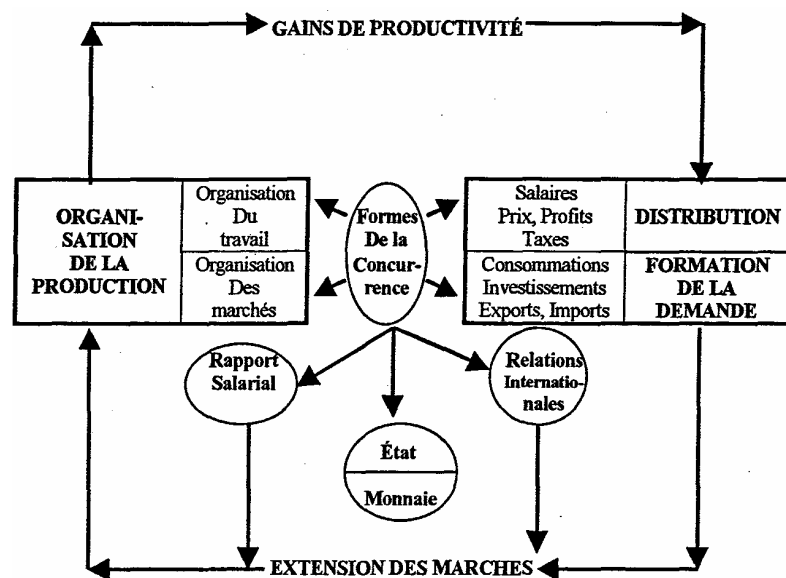 GAINS DE PRODUCTIVITÉ
ORGANI-
SATION
DE LA
PRODUCTION
Organisation
Du
travail
Organisation
Des
marchés
Formes
De la
Concur-
rence
Salaires
Prix, Profits
Taxes
DISTRIBUTION
Consommations
Investissements
Exports, Imports
FORMATION
DE LA
DEMANDE
Rapport
Salarial
Relations
Internatio-
nales
État
Monnaie
EXTENSION DES MARCHES